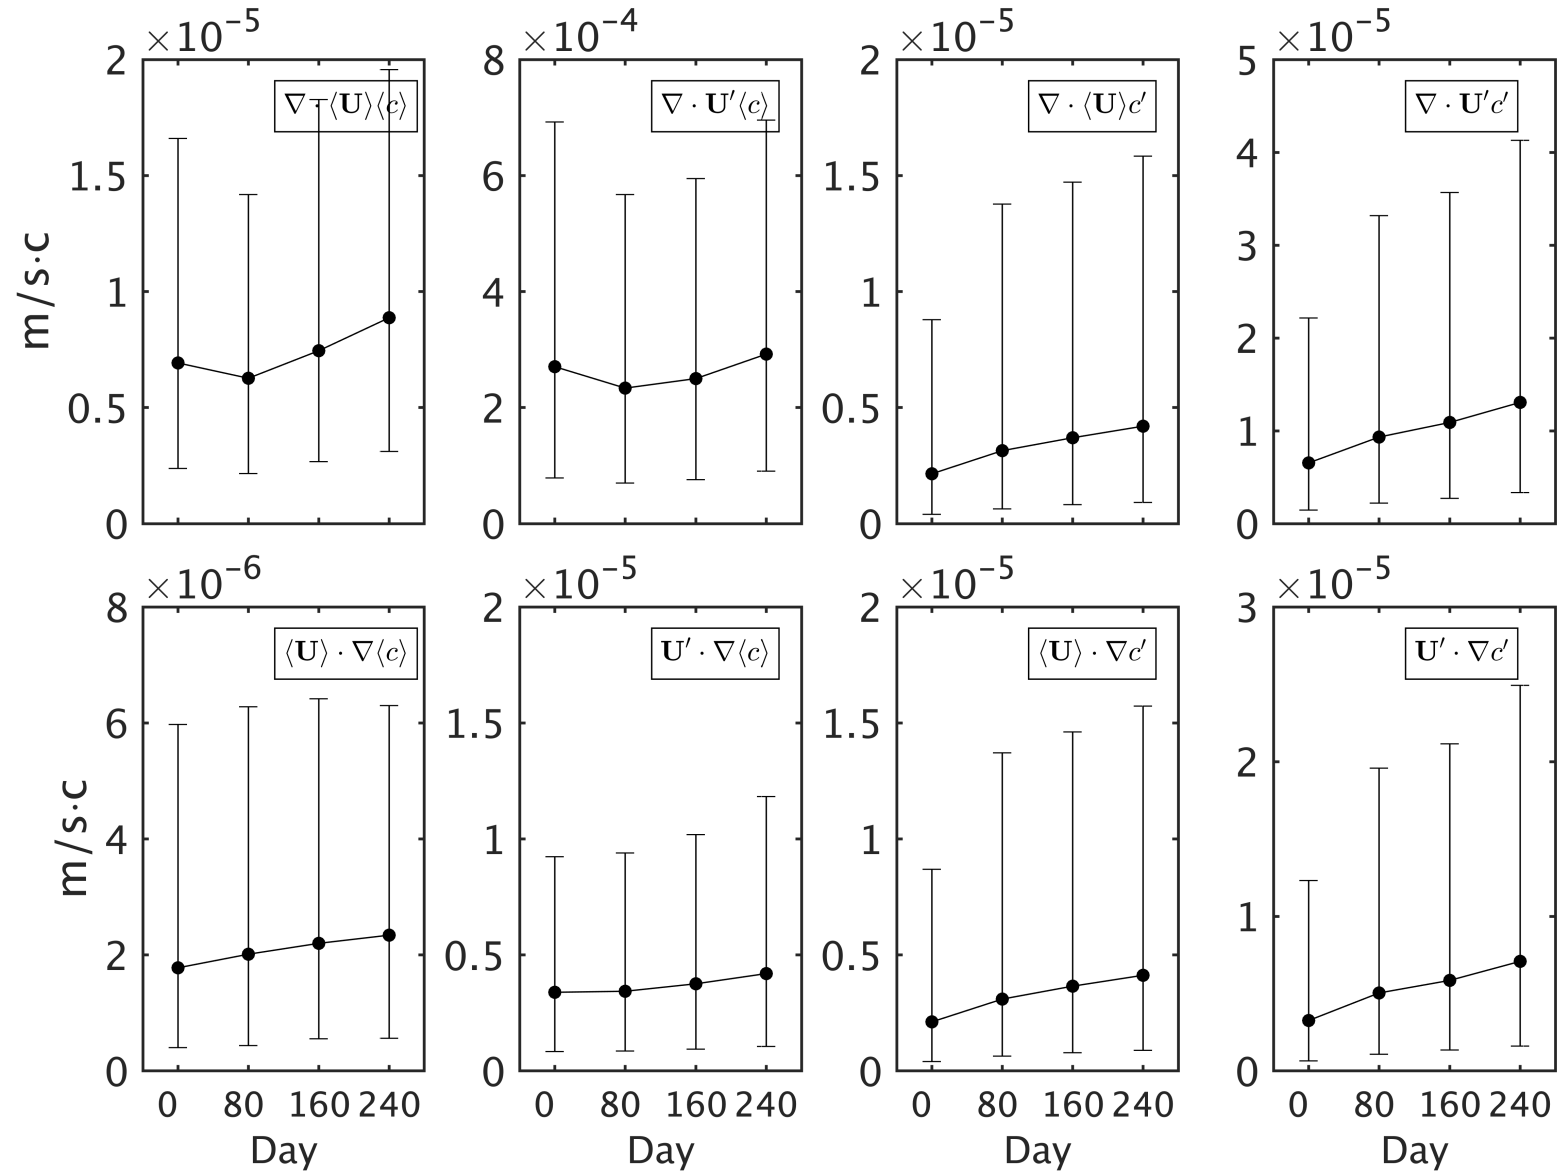 ×10⁻⁵ ×10⁻⁴ ×10⁻⁵ ×10⁻⁵
2 1.5 1 0.5 0
m/s·c
∇ · ⟨U⟩⟨c⟩
8 6 4 2 0
∇ · U′⟨c⟩
2 1.5 1 0.5 0
∇ · ⟨U⟩c′
5 4 3 2 1 0
∇ · U′c′
×10⁻⁶ ×10⁻⁵ ×10⁻⁵ ×10⁻⁵
8 6 4 2 0
m/s·c
⟨U⟩ · ∇⟨c⟩
2 1.5 1 0.5 0
U′ · ∇⟨c⟩
2 1.5 1 0.5 0
⟨U⟩ · ∇c′
3 2 1 0
U′ · ∇c′
0 80 160 240 0 80 160 240 0 80 160 240 0 80 160 240
Day Day Day Day